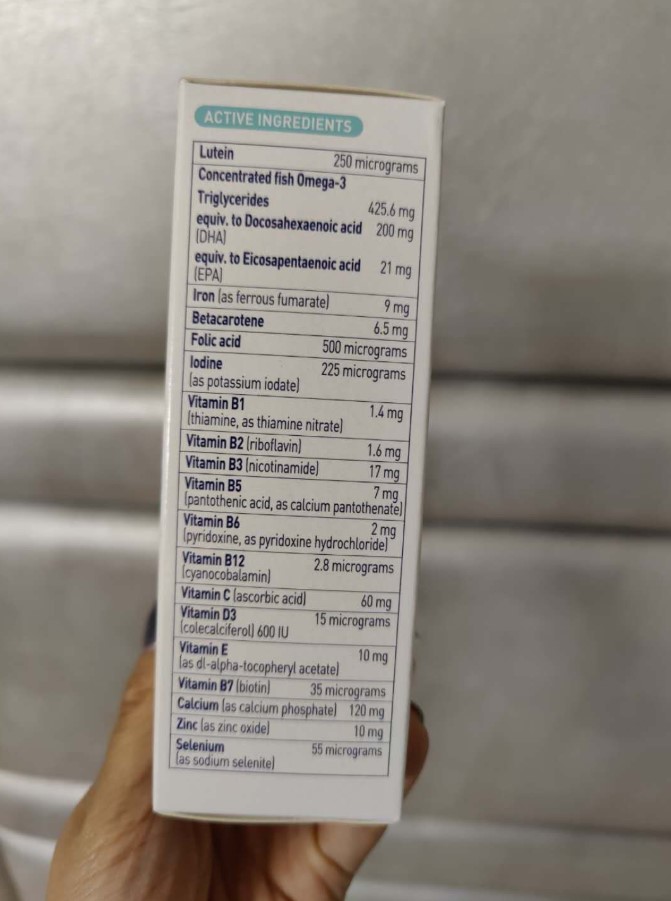 ACTIVE INGREDIENTS
Lutein 250 micrograms
Concentrated fish Omega-3
Triglycerides 425.6 mg
equiv. to Docosahexaenoic acid 200 mg
(DHA)
equiv. to Eicosapentaenoic acid 21 mg
(EPA)
Iron (as ferrous fumarate) 9 mg
Betacarotene 6.5 mg
Folic acid 500 micrograms
Iodine 225 micrograms
(as potassium iodate)
Vitamin B1 1.4 mg
(thiamine, as thiamine nitrate)
Vitamin B2 (riboflavin) 1.6 mg
Vitamin B3 (nicotinamide) 17 mg
Vitamin B5 7 mg
(pantothenic acid, as calcium pantothenate)
Vitamin B6 2 mg
(pyridoxine, as pyridoxine hydrochloride)
Vitamin B12 2.8 micrograms
(cyanocobalamin)
Vitamin C (ascorbic acid) 60 mg
Vitamin D3 15 micrograms
(colecalciferol) 600 IU
Vitamin E 10 mg
(as dl-alpha-tocopheryl acetate)
Vitamin B7 (biotin) 35 micrograms
Calcium (as calcium phosphate) 120 mg
Zinc (as zinc oxide) 10 mg
Selenium 55 micrograms
(as sodium selenite)